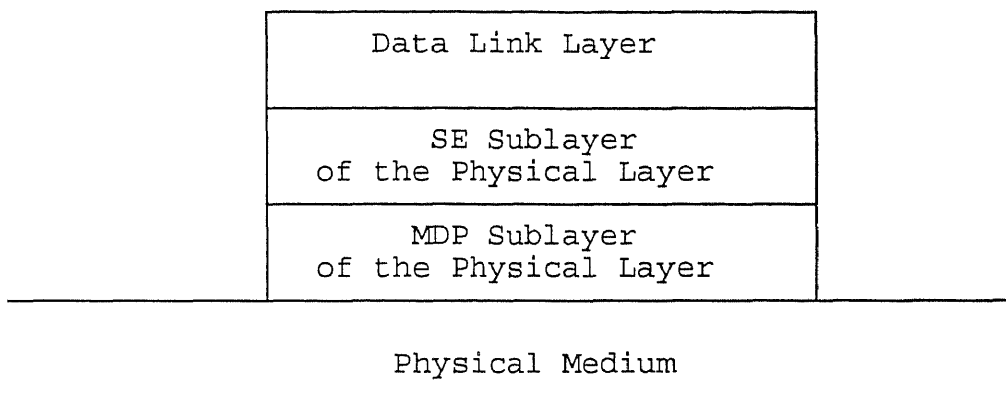 Data Link Layer
SE Sublayer
of the Physical Layer
MDP Sublayer
of the Physical Layer
Physical Medium